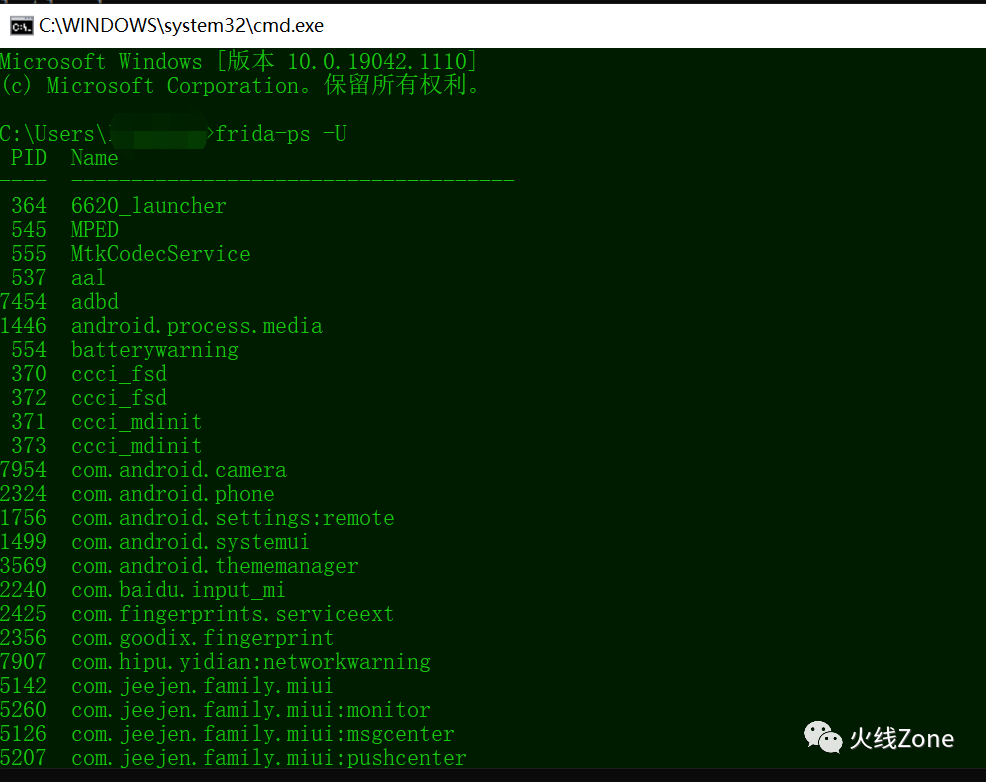 C:\WINDOWS\system32\cmd.exe
Microsoft Windows [版本 10.0.19042.1110]
(c) Microsoft Corporation。保留所有权利。
C:\Users\ >frida-ps -U
PID Name
---- -------------------------------------
364 6620_launcher
545 MPED
555 MtkCodecService
537 aal
7454 adbd
1446 android.process.media
554 batterywarning
370 ccci_fsd
372 ccci_fsd
371 ccci_mdinit
373 ccci_mdinit
7954 com.android.camera
2324 com.android.phone
1756 com.android.settings:remote
1499 com.android.systemui
3569 com.android.thememanager
2240 com.baidu.input_mi
2425 com.fingerprints.serviceext
2356 com.goodix.fingerprint
7907 com.hipu.yidian:networkwarning
5142 com.jeejen.family.miui
5260 com.jeejen.family.miui:monitor
5126 com.jeejen.family.miui:msgcenter
5207 com.jeejen.family.miui:pushcenter
火线Zone